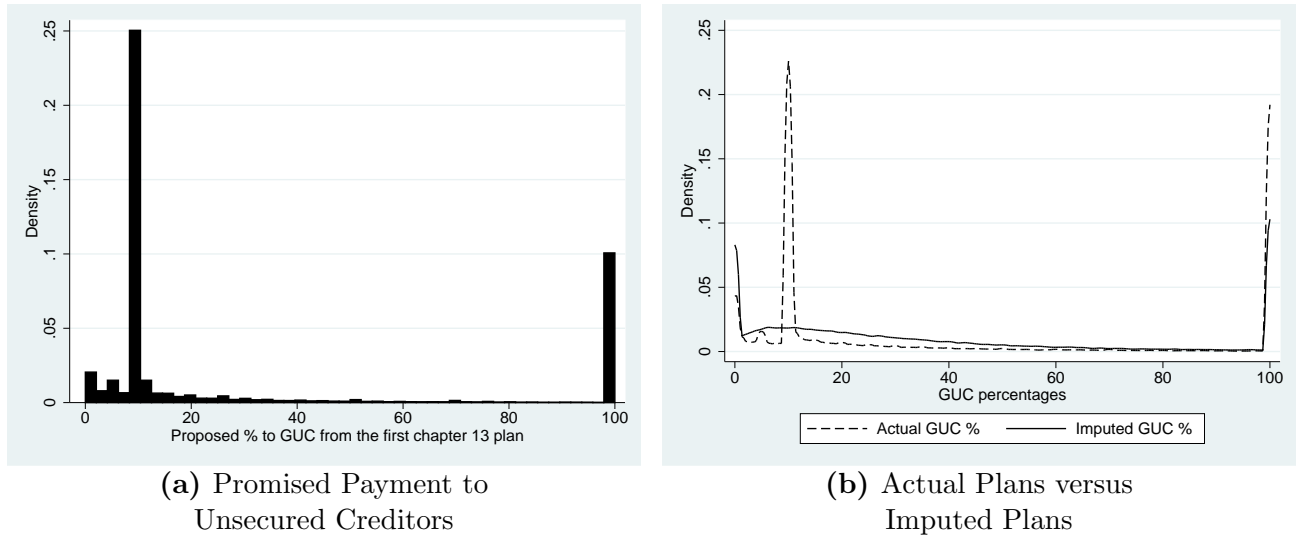 .25
.2
.15
.1
.05
0
Density
0 20 40 60 80 100
Proposed % to GUC from the first chapter 13 plan
(a) Promised Payment to
Unsecured Creditors
.25
.2
.15
.1
.05
0
Density
0 20 40 60 80 100
GUC percentages
Actual GUC % Imputed GUC %
(b) Actual Plans versus
Imputed Plans